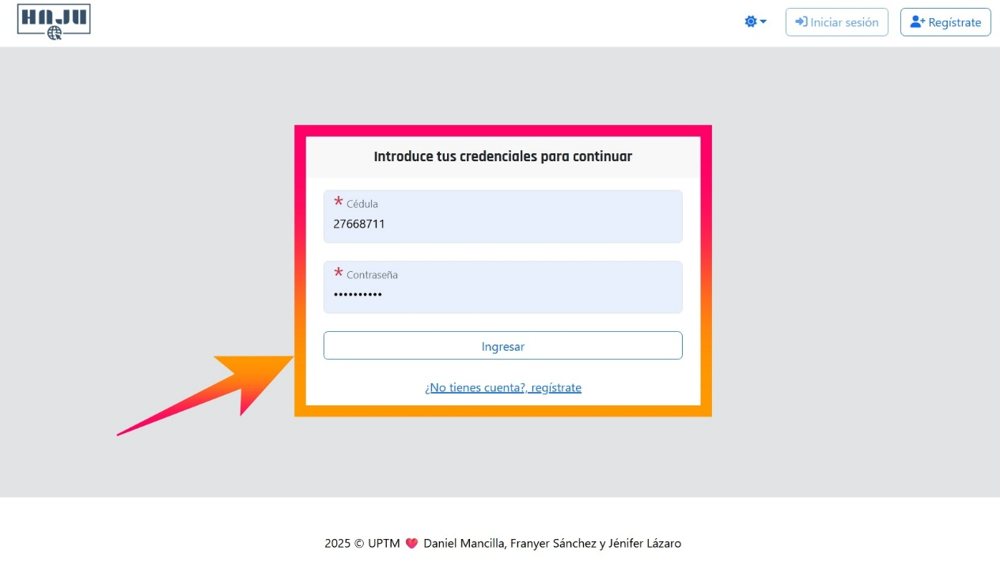 HAJU
Iniciar sesión
Regístrate
Introduce tus credenciales para continuar
* Cédula
27668711
* Contraseña
••••••••••
Ingresar
¿No tienes cuenta?, regístrate
2025 © UPTM ❤ Daniel Mancilla, Franyer Sánchez y Jénifer Lázaro